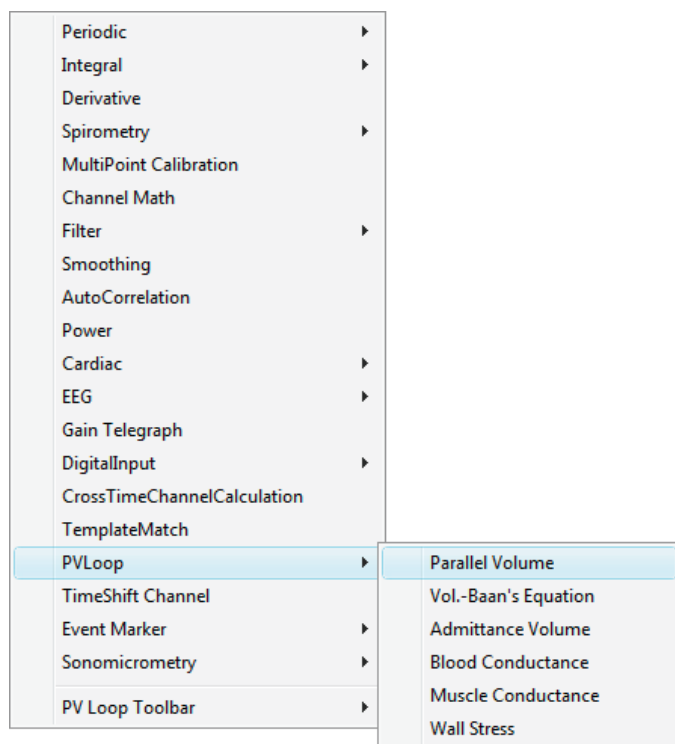 Periodic
Integral
Derivative
Spirometry
MultiPoint Calibration
Channel Math
Filter
Smoothing
AutoCorrelation
Power
Cardiac
EEG
Gain Telegraph
DigitalInput
CrossTimeChannelCalculation
TemplateMatch
PVLoop
TimeShift Channel
Event Marker
Sonomicrometry
PV Loop Toolbar
Parallel Volume
Vol.-Baan's Equation
Admittance Volume
Blood Conductance
Muscle Conductance
Wall Stress